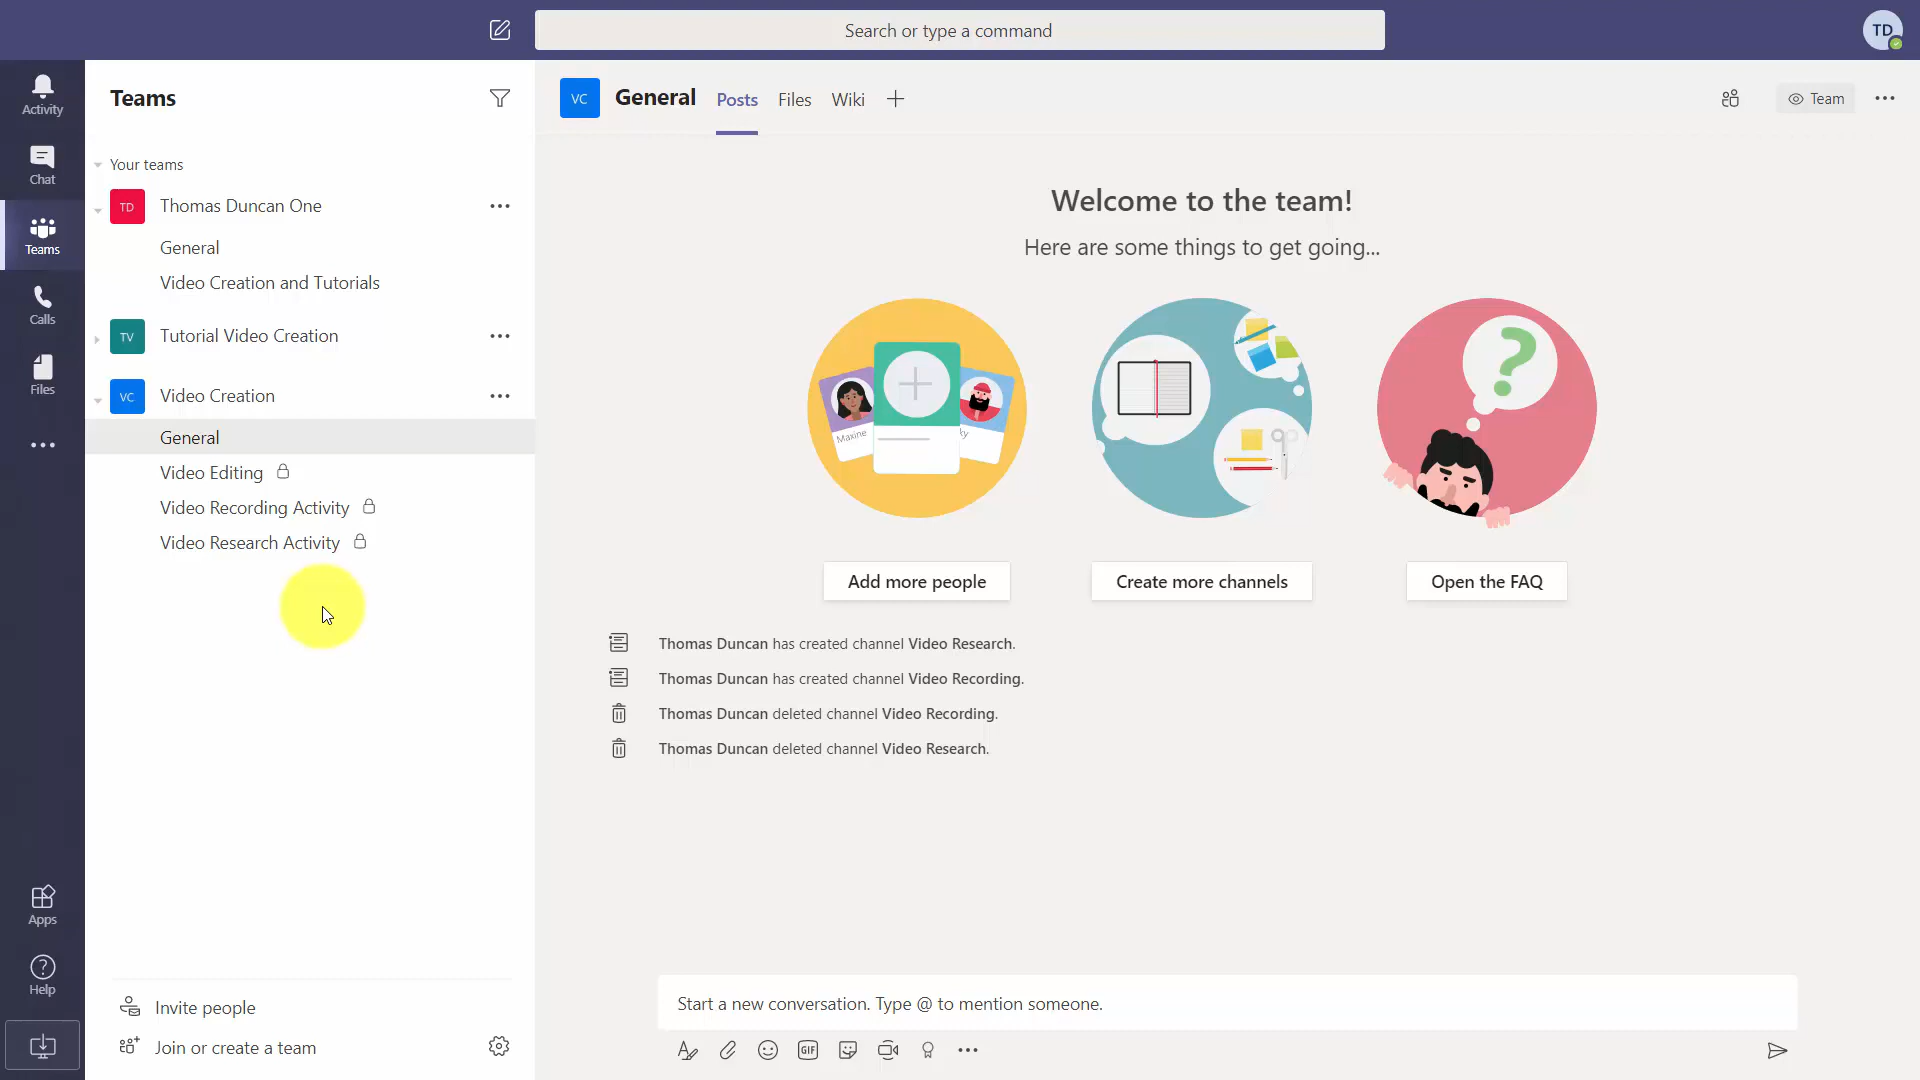 Search or type a command
TD
Activity
Chat
Teams
Calls
Files
Apps
Help
Teams
Your teams
TD Thomas Duncan One
General
Video Creation and Tutorials
TV Tutorial Video Creation
VC Video Creation
General
Video Editing
Video Recording Activity
Video Research Activity
Invite people
Join or create a team
VC General Posts Files Wiki
Team
Welcome to the team!
Here are some things to get going...
Maxine
ky
Add more people
Create more channels
Open the FAQ
Thomas Duncan has created channel Video Research.
Thomas Duncan has created channel Video Recording.
Thomas Duncan deleted channel Video Recording.
Thomas Duncan deleted channel Video Research.
Start a new conversation. Type @ to mention someone.
GIF